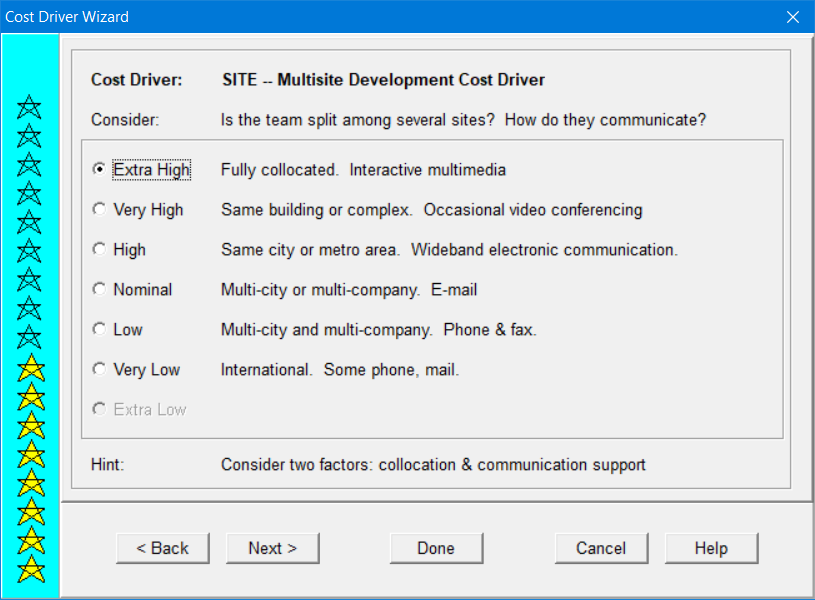 Cost Driver Wizard
Cost Driver: SITE -- Multisite Development Cost Driver
Consider: Is the team split among several sites?  How do they communicate?
Extra High Fully collocated.  Interactive multimedia
Very High Same building or complex.  Occasional video conferencing
High Same city or metro area.  Wideband electronic communication.
Nominal Multi-city or multi-company.  E-mail
Low Multi-city and multi-company.  Phone & fax.
Very Low International.  Some phone, mail.
Extra Low
Hint: Consider two factors: collocation & communication support
< Back Next > Done Cancel Help